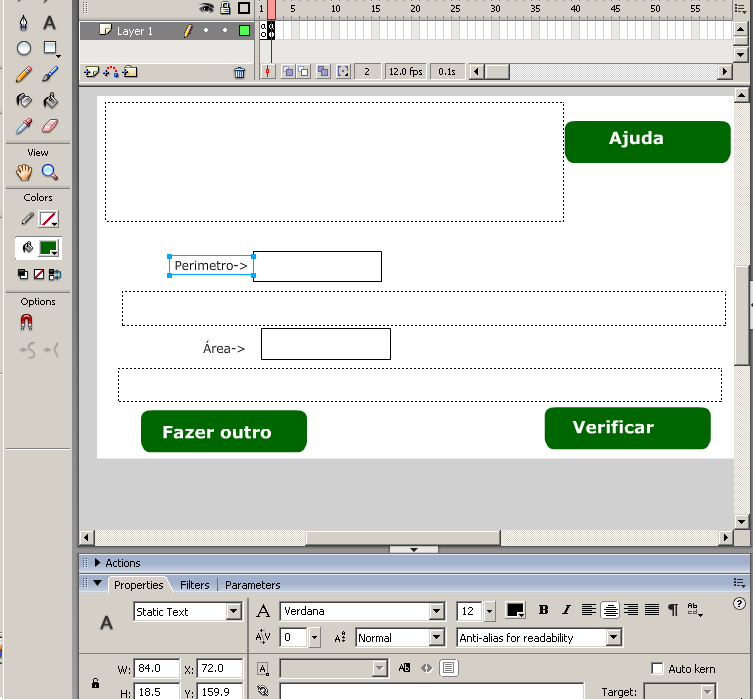 1 5 10 15 20 25 30 35 40 45 50 55
Layer 1
2 12.0 fps 0.1s
View
Colors
Options
Ajuda
Perimetro->
Área->
Fazer outro
Verificar
Actions
Properties Filters Parameters
A Static Text A Verdana 12 B I
A|V 0 Normal Anti-alias for readability
W: 84.0 X: 72.0 Auto kern
H: 18.5 Y: 159.9 Target: